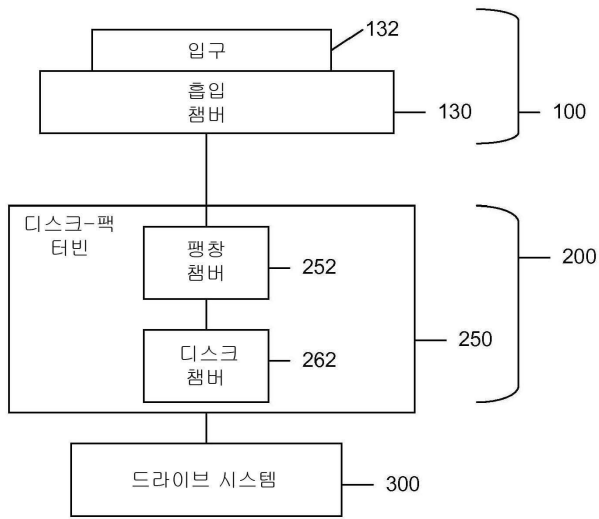 입구
132
흡입
챔버
130
100
디스크-팩
터빈
팽창
챔버
252
200
250
디스크
챔버
262
드라이브 시스템
300